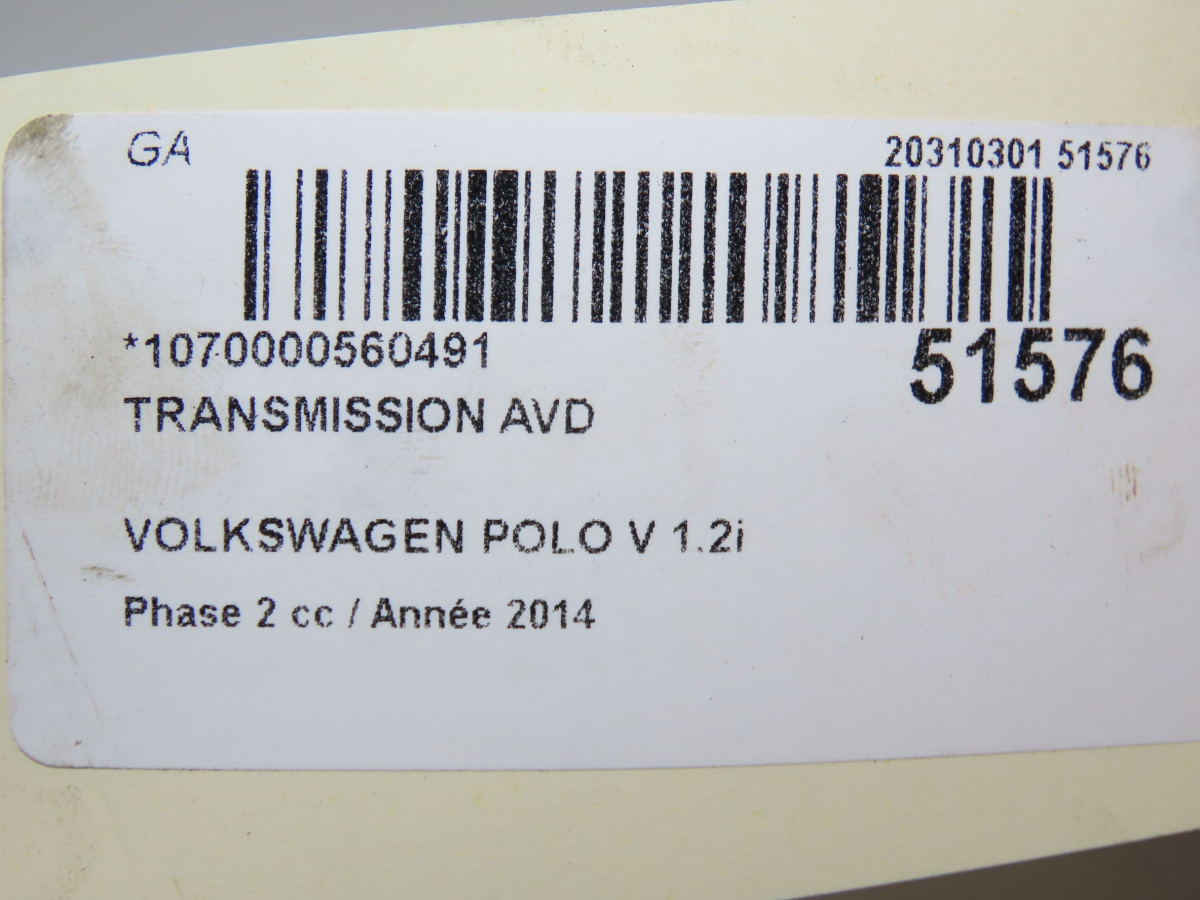 GA
20310301 51576
*1070000560491
51576
TRANSMISSION AVD
VOLKSWAGEN POLO V 1.2i
Phase 2 cc / Année 2014